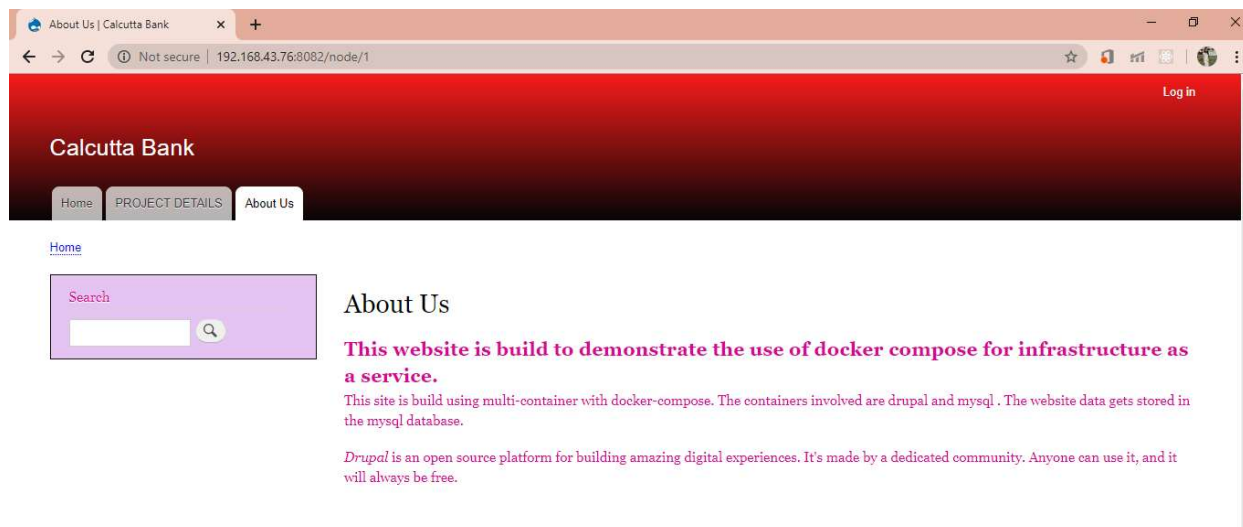 About Us | Calcutta Bank
Not secure | 192.168.43.76:8082/node/1
Log in
Calcutta Bank
Home PROJECT DETAILS About Us
Home
Search
About Us
This website is build to demonstrate the use of docker compose for infrastructure as
a service.
This site is build using multi-container with docker-compose. The containers involved are drupal and mysql . The website data gets stored in
the mysql database.
Drupal is an open source platform for building amazing digital experiences. It's made by a dedicated community. Anyone can use it, and it
will always be free.